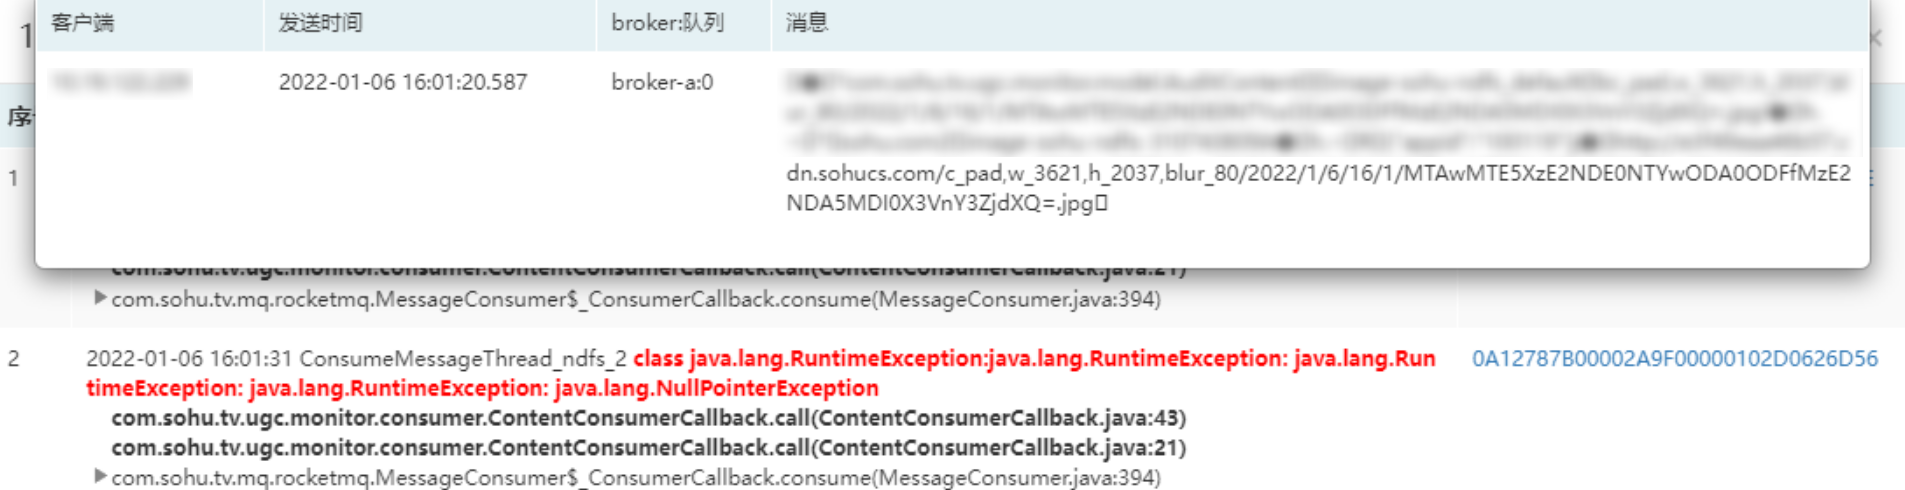 客户端 发送时间 broker:队列 消息
1
2022-01-06 16:01:20.587 broker-a:0
dn.sohucs.com/c_pad,w_3621,h_2037,blur_80/2022/1/6/16/1/MTAwMTE5XzE2NDE0NTYwODA0ODFfMzE2
NDA5MDI0X3VnY3ZjdXQ=.jpg
序
1
com.sohu.tv.ugc.monitor.consumer.ContentConsumerCallback.call(ContentConsumerCallback.java:21)
▶com.sohu.tv.mq.rocketmq.MessageConsumer$_ConsumerCallback.consume(MessageConsumer.java:394)
2 2022-01-06 16:01:31 ConsumeMessageThread_ndfs_2 class java.lang.RuntimeException:java.lang.RuntimeException: java.lang.Run 0A12787B00002A9F00000102D0626D56
timeException: java.lang.RuntimeException: java.lang.NullPointerException
com.sohu.tv.ugc.monitor.consumer.ContentConsumerCallback.call(ContentConsumerCallback.java:43)
com.sohu.tv.ugc.monitor.consumer.ContentConsumerCallback.call(ContentConsumerCallback.java:21)
▶com.sohu.tv.mq.rocketmq.MessageConsumer$_ConsumerCallback.consume(MessageConsumer.java:394)